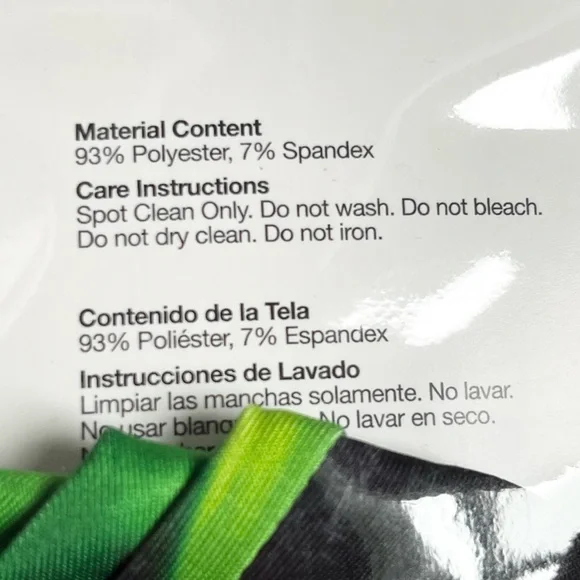 Material Content
93% Polyester, 7% Spandex
Care Instructions
Spot Clean Only. Do not wash. Do not bleach.
Do not dry clean. Do not iron.
Contenido de la Tela
93% Poliéster, 7% Espandex
Instrucciones de Lavado
Limpiar las manchas solamente. No lavar.
No usar No lavar en seco.